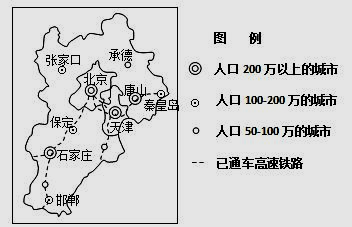 图 例
承德
张家口
北京
唐山
秦皇岛
天津
保定
石家庄
邯郸
人口 200 万以上的城市
人口 100-200 万的城市
人口 50-100 万的城市
已通车高速铁路